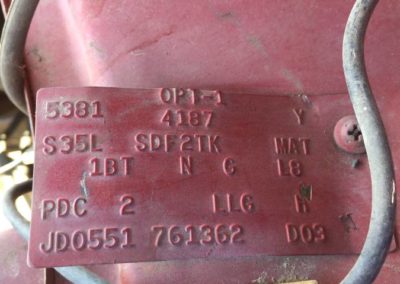 OPT-1
5381 4187 Y
S35L SDF2TK MAT
1BT N G L8
PDC 2 LLG H
JD0551 761362 D03